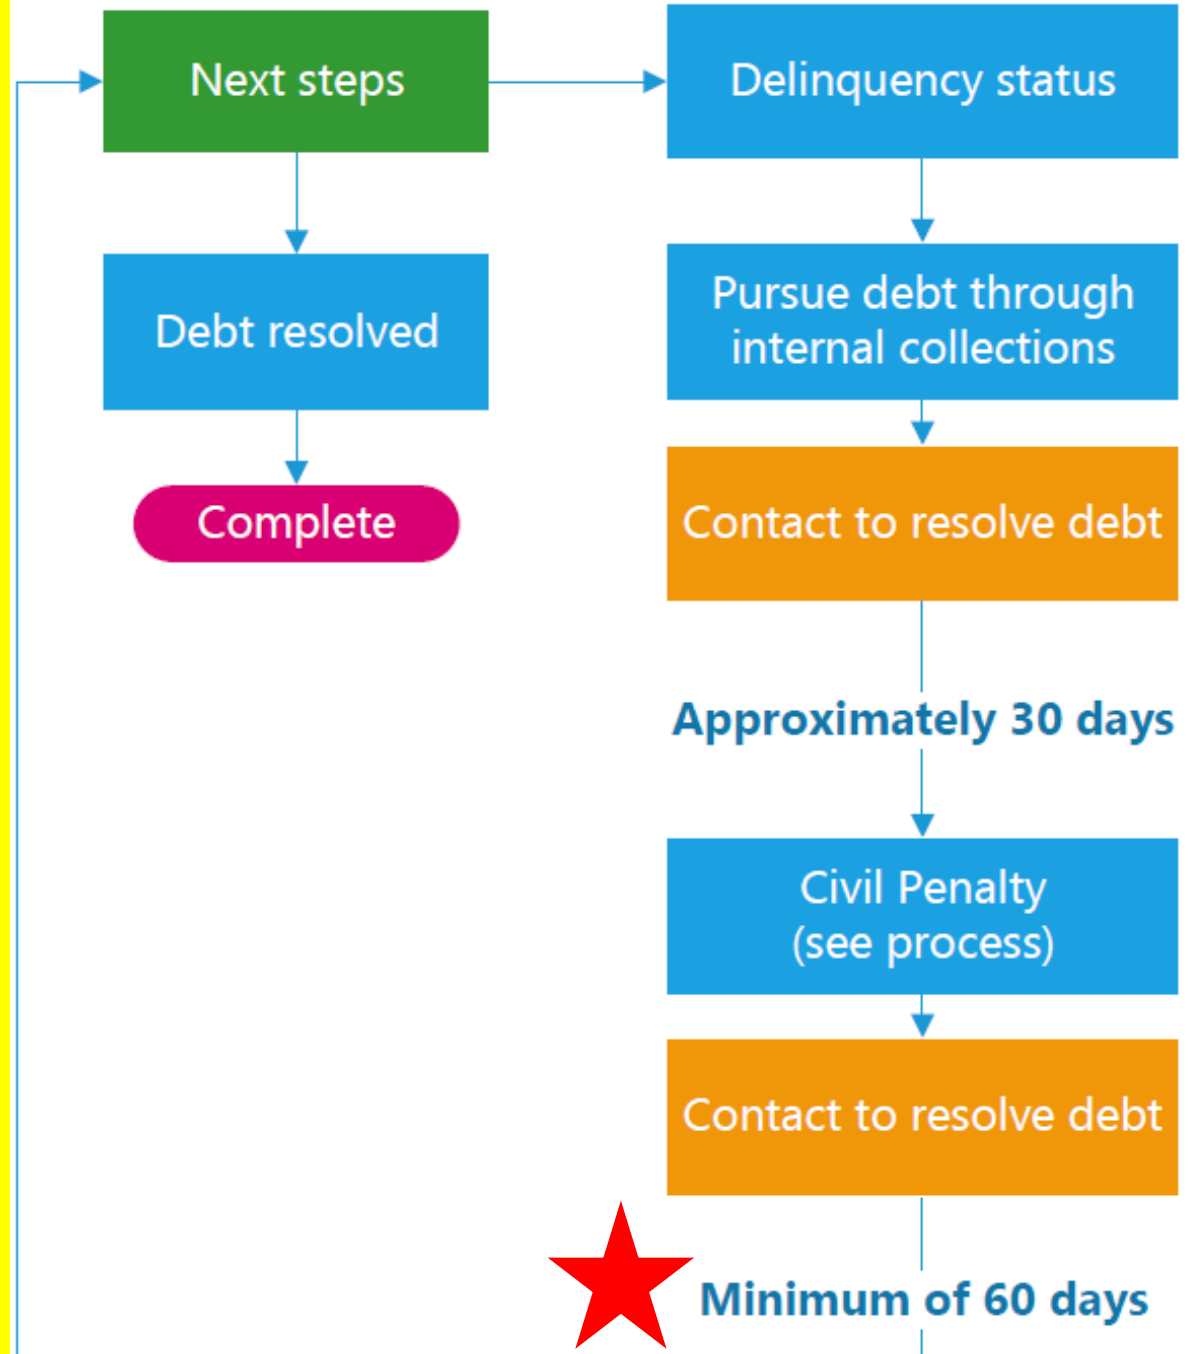 Next steps
Delinquency status
Debt resolved
Pursue debt through
internal collections
Complete
Contact to resolve debt
Approximately 30 days
Civil Penalty
(see process)
Contact to resolve debt
Minimum of 60 days